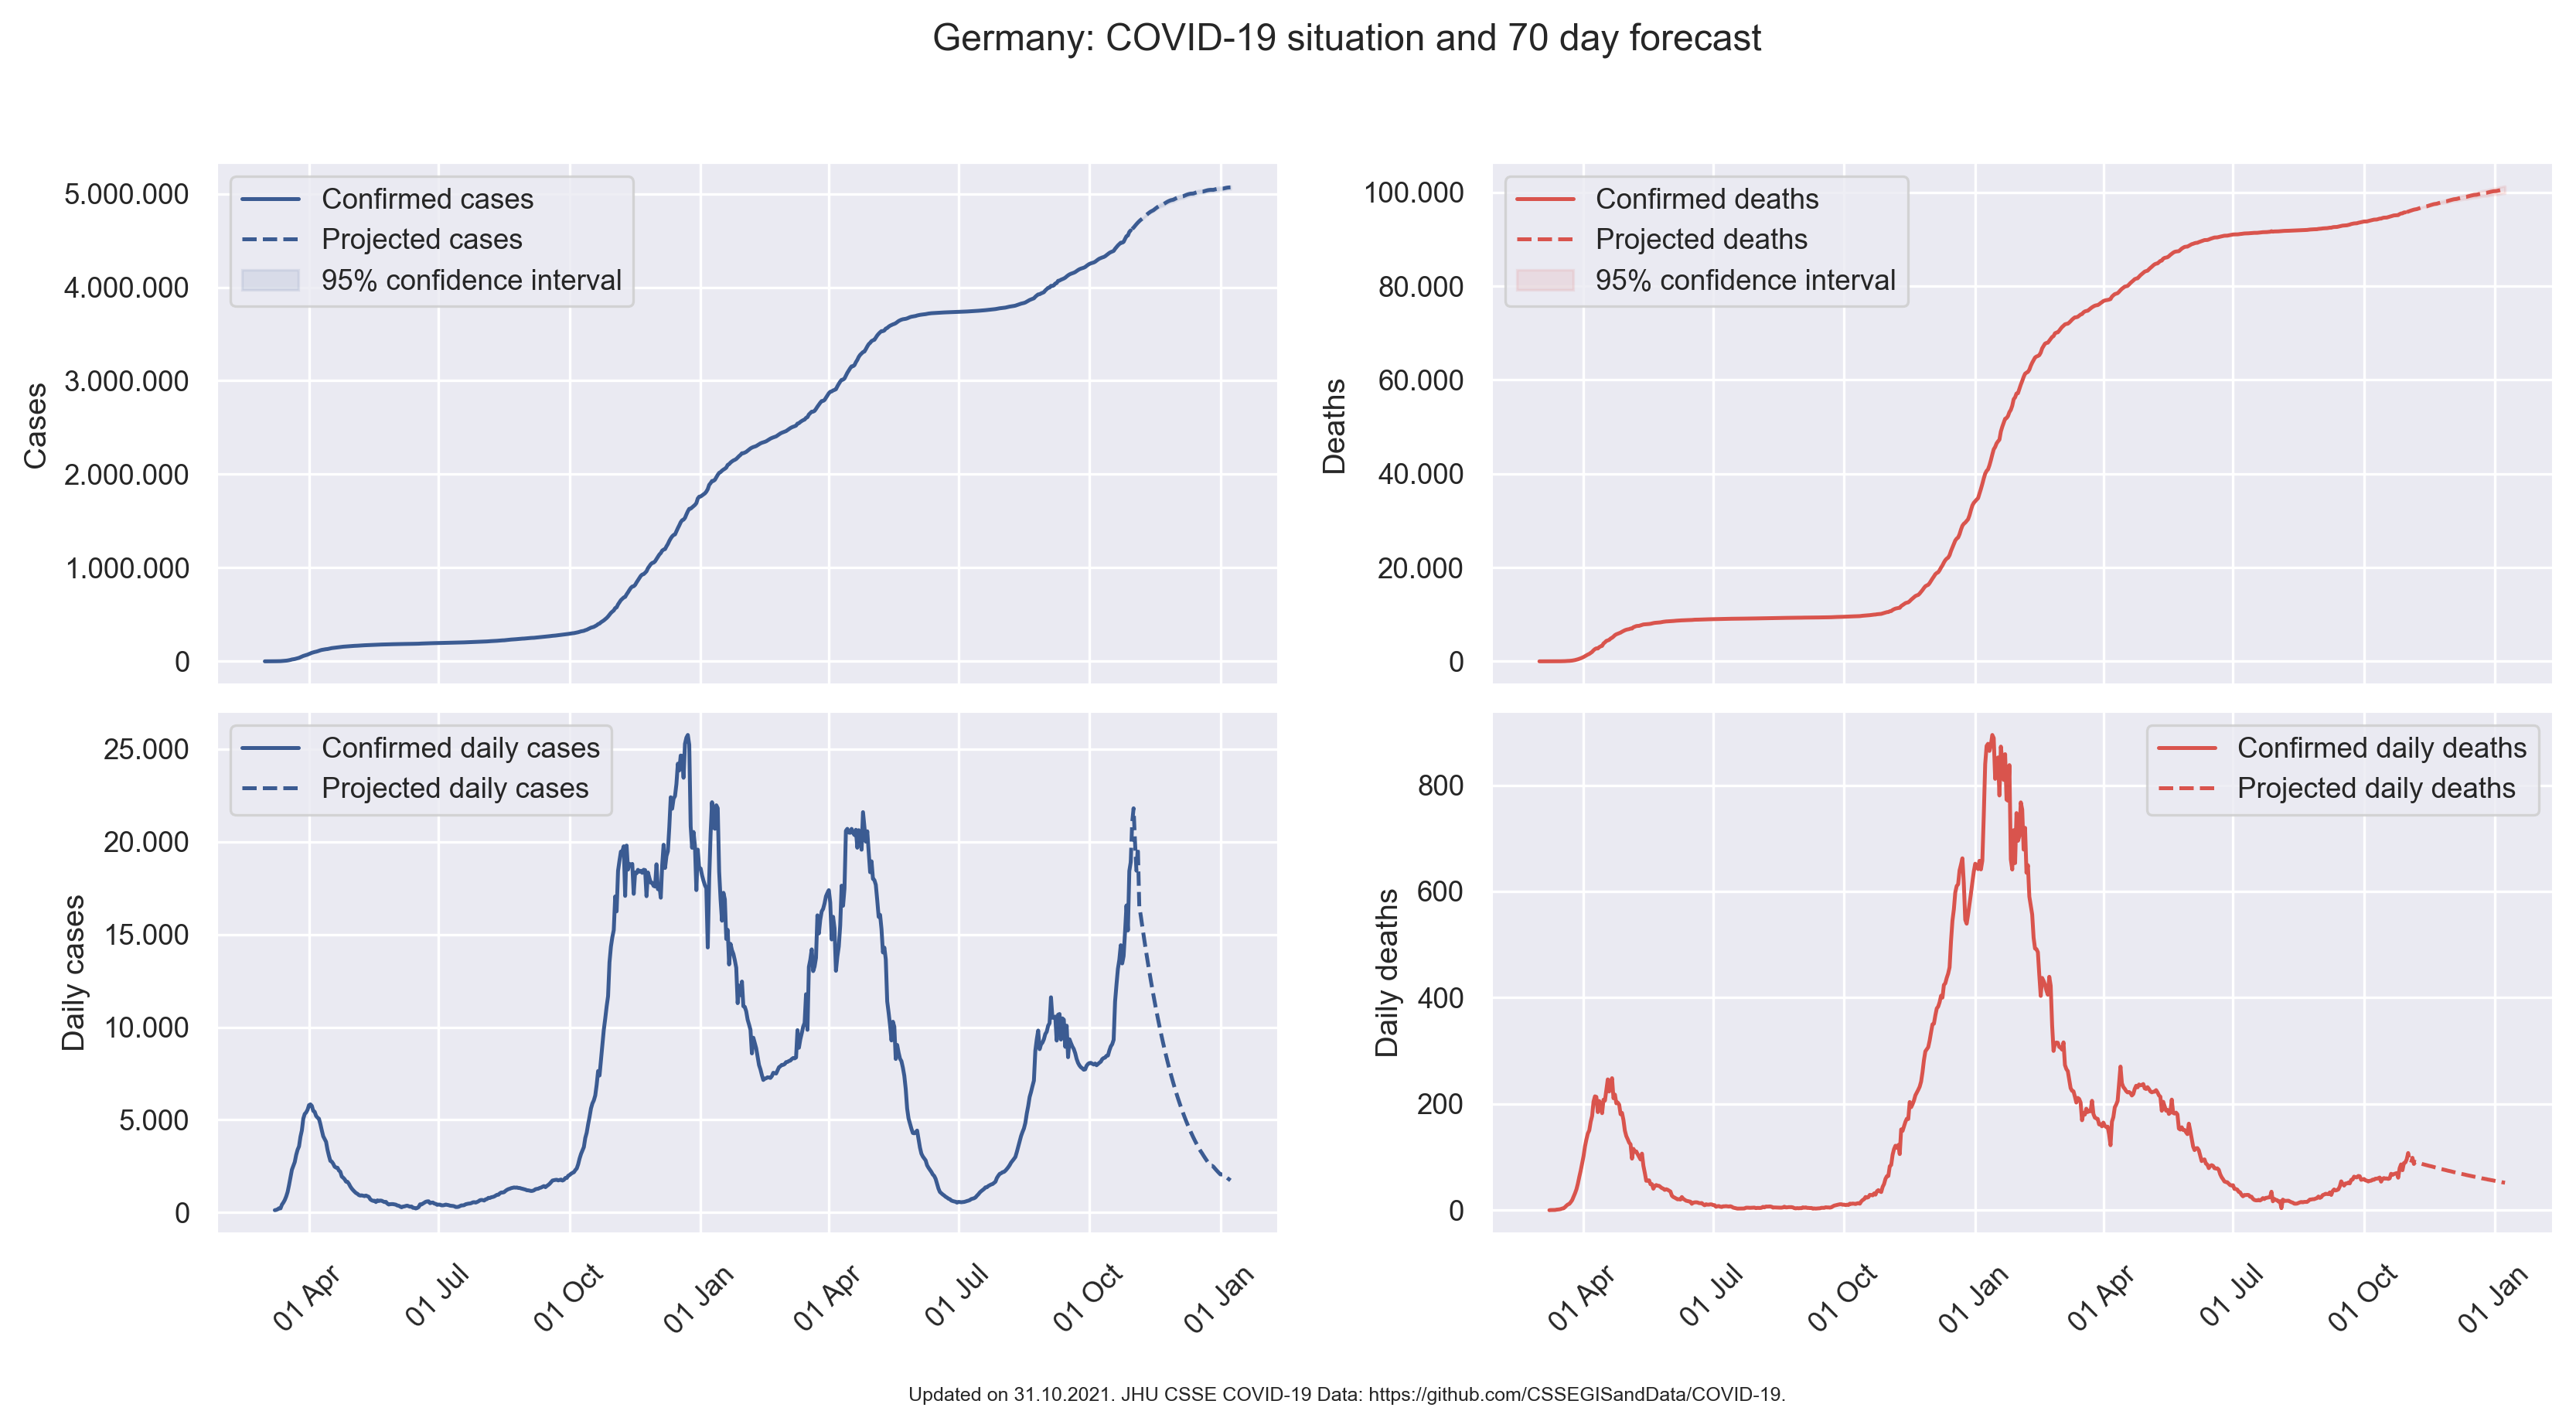 Germany: COVID-19 situation and 70 day forecast
Confirmed cases
Projected cases
95% confidence interval
5.000.000
4.000.000
3.000.000
2.000.000
1.000.000
0
Cases
Confirmed deaths
Projected deaths
95% confidence interval
100.000
80.000
60.000
40.000
20.000
0
Deaths
Confirmed daily cases
Projected daily cases
25.000
20.000
15.000
10.000
5.000
0
Daily cases
01 Apr
01 Jul
01 Oct
01 Jan
01 Apr
01 Jul
01 Oct
01 Jan
Confirmed daily deaths
Projected daily deaths
800
600
400
200
0
Daily deaths
01 Apr
01 Jul
01 Oct
01 Jan
01 Apr
01 Jul
01 Oct
01 Jan
Updated on 31.10.2021. JHU CSSE COVID-19 Data: https://github.com/CSSEGISandData/COVID-19.